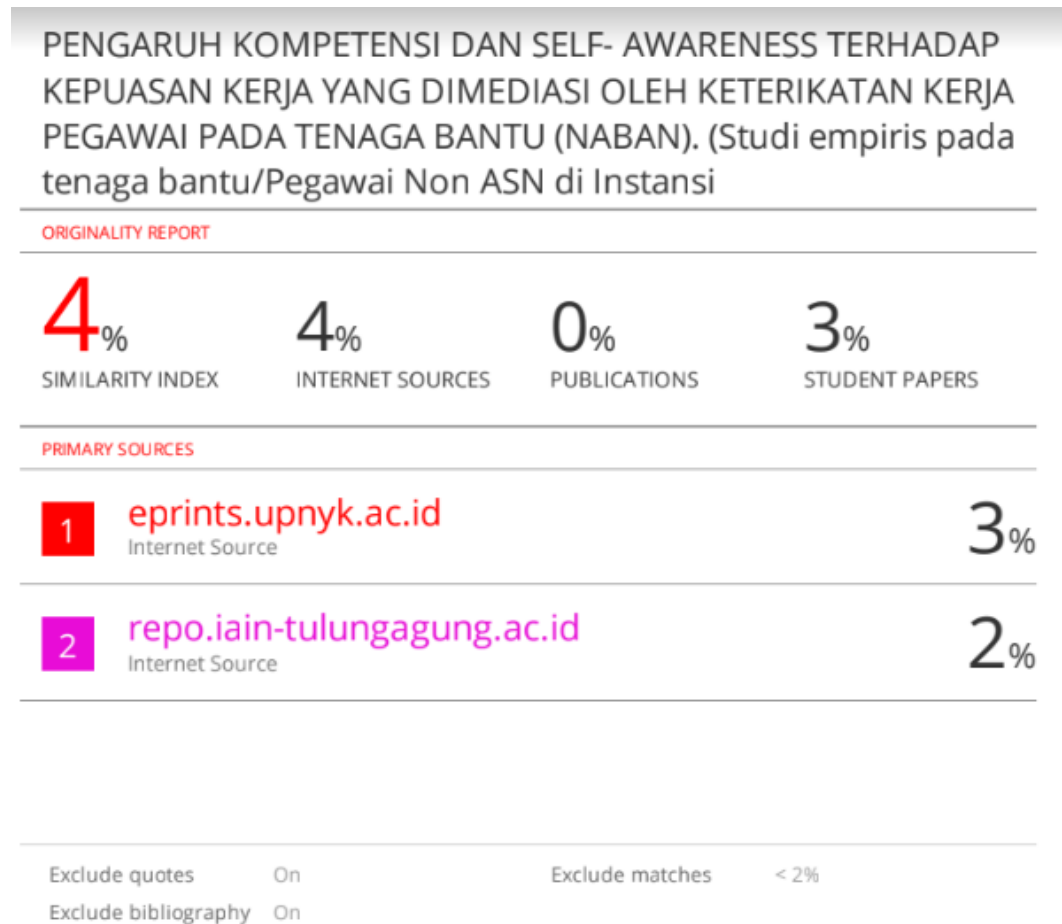 PENGARUH KOMPETENSI DAN SELF- AWARENESS TERHADAP
KEPUASAN KERJA YANG DIMEDIASI OLEH KETERIKATAN KERJA
PEGAWAI PADA TENAGA BANTU (NABAN). (Studi empiris pada
tenaga bantu/Pegawai Non ASN di Instansi
ORIGINALITY REPORT
4% 4% 0% 3%
SIMILARITY INDEX INTERNET SOURCES PUBLICATIONS STUDENT PAPERS
PRIMARY SOURCES
1 eprints.upnyk.ac.id 3%
Internet Source
2 repo.iain-tulungagung.ac.id 2%
Internet Source
Exclude quotes On Exclude matches < 2%
Exclude bibliography On